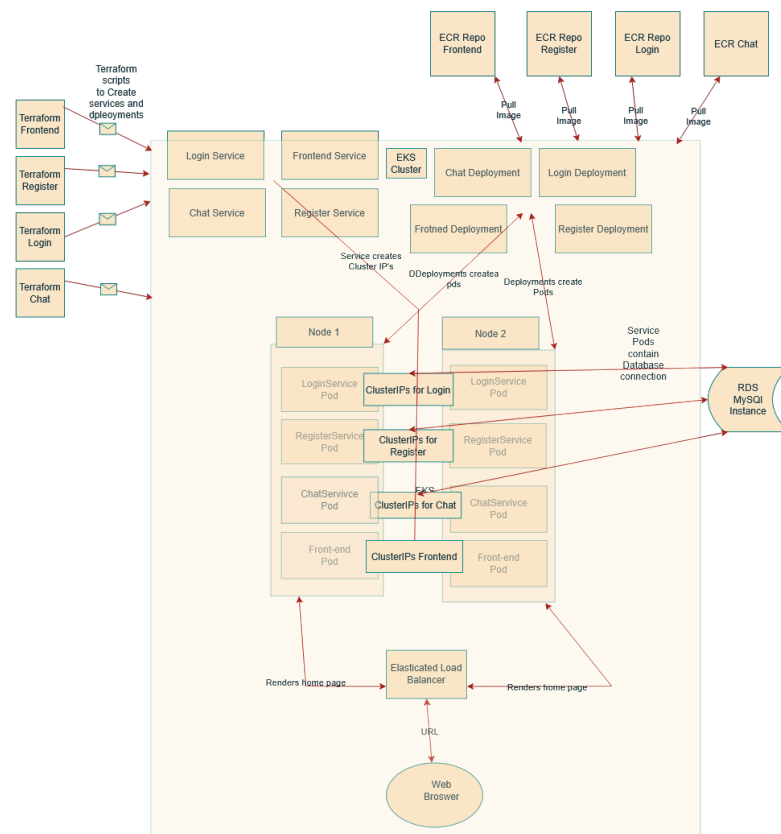 ECR Repo
Frontend
ECR Repo
Register
ECR Repo
Login
ECR Chat
Terraform
scripts
to Create
services and
dpleoyments
Pull
Image
Pull
Image
Pull
Image
Pull
Image
Terraform
Frontend
Terraform
Register
Terraform
Login
Terraform
Chat
Login Service
Frontend Service
EKS
Cluster
Chat Deployment
Login Deployment
Chat Service
Register Service
Frotned Deployment
Register Deployment
Service creates
Cluster IP's
DDeployments createa
pds
Deployments create
Pods
Node 1
Node 2
Service
Pods
contain
Database
connection
LoginService
Pod
ClusterIPs for Login
LoginService
Pod
RDS
MySQl
Instance
RegisterService
Pod
ClusterIPs for
Register
RegisterService
Pod
EKS
ChatServivce
Pod
ClusterIPs for Chat
ChatServivce
Pod
Front-end
Pod
ClusterIPs Frontend
Front-end
Pod
Elasticated Load
Balancer
Renders home page
Renders home page
URL
Web
Broswer